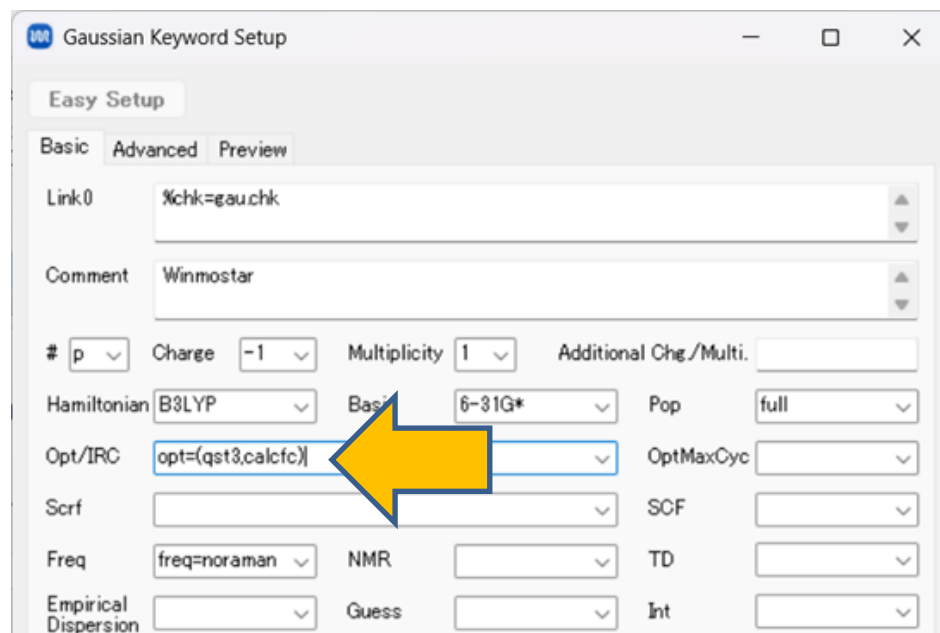 Gaussian Keyword Setup
Easy Setup
Basic Advanced Preview
Link0 %chk=gau.chk
Comment Winmostar
# p Charge -1 Multiplicity 1 Additional Chg./Multi.
Hamiltonian B3LYP Basi 6-31G* Pop full
Opt/IRC opt=(qst3,calcfc) OptMaxCyc
Scrf SCF
Freq freq=noraman NMR TD
Empirical Guess Int
Dispersion